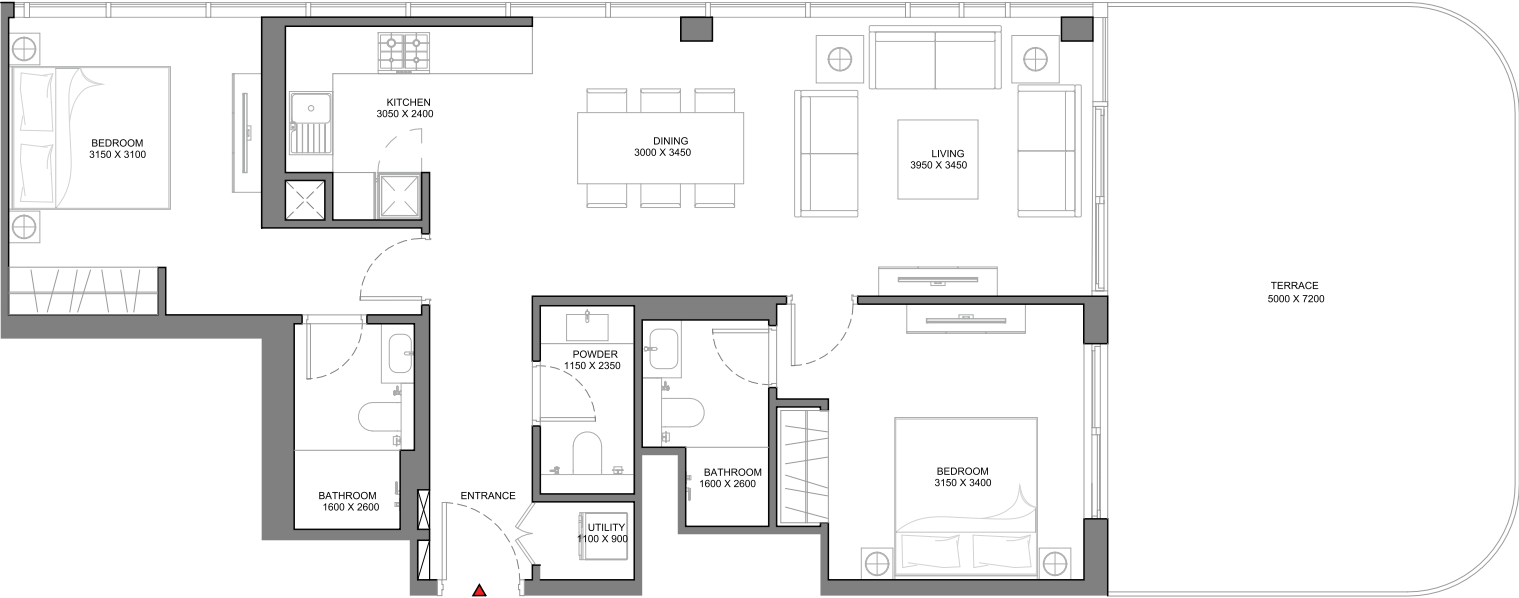 KITCHEN
3050 X 2400
BEDROOM
3150 X 3100
DINING
3000 X 3450
LIVING
3950 X 3450
TERRACE
5000 X 7200
POWDER
1150 X 2350
BATHROOM
1600 X 2600
ENTRANCE
UTILITY
1100 X 900
BATHROOM
1600 X 2600
BEDROOM
3150 X 3400